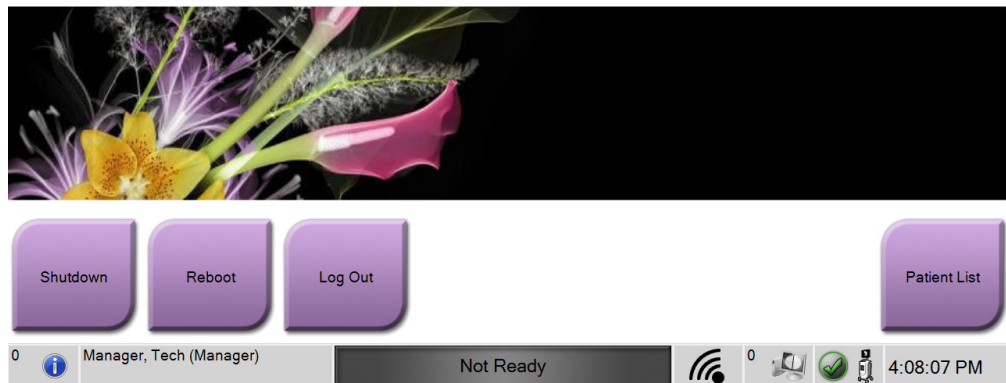 Shutdown
Reboot
Log Out
Patient List
0
Manager, Tech (Manager)
Not Ready
0
4:08:07 PM